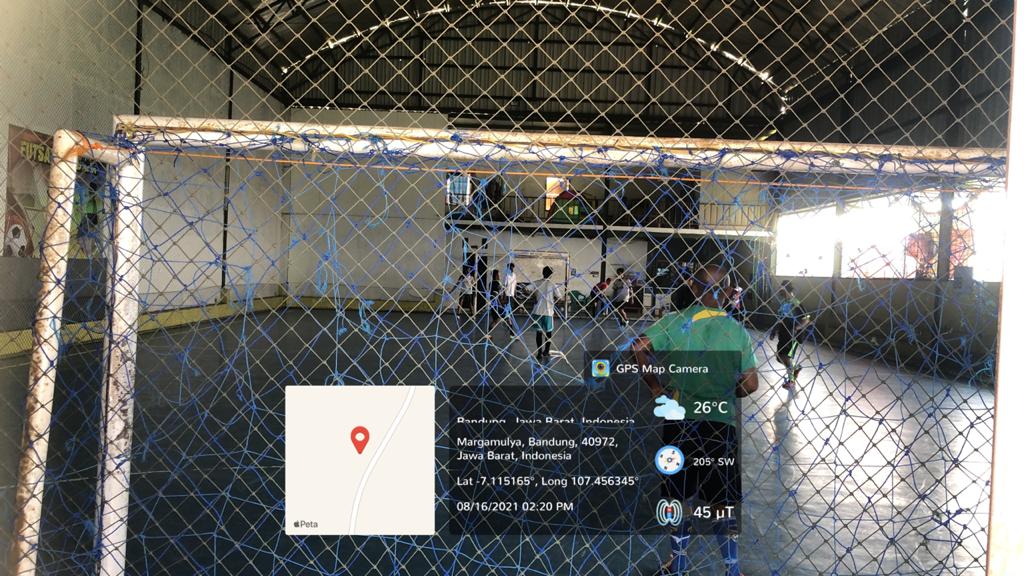 FUTSA
GPS Map Camera
Bandung, Jawa Barat, Indonesia
26°C
Margamulya, Bandung, 40972,
Jawa Barat, Indonesia
205° SW
Lat -7.115165°, Long 107.456345°
08/16/2021 02:20 PM
45 µT
Peta